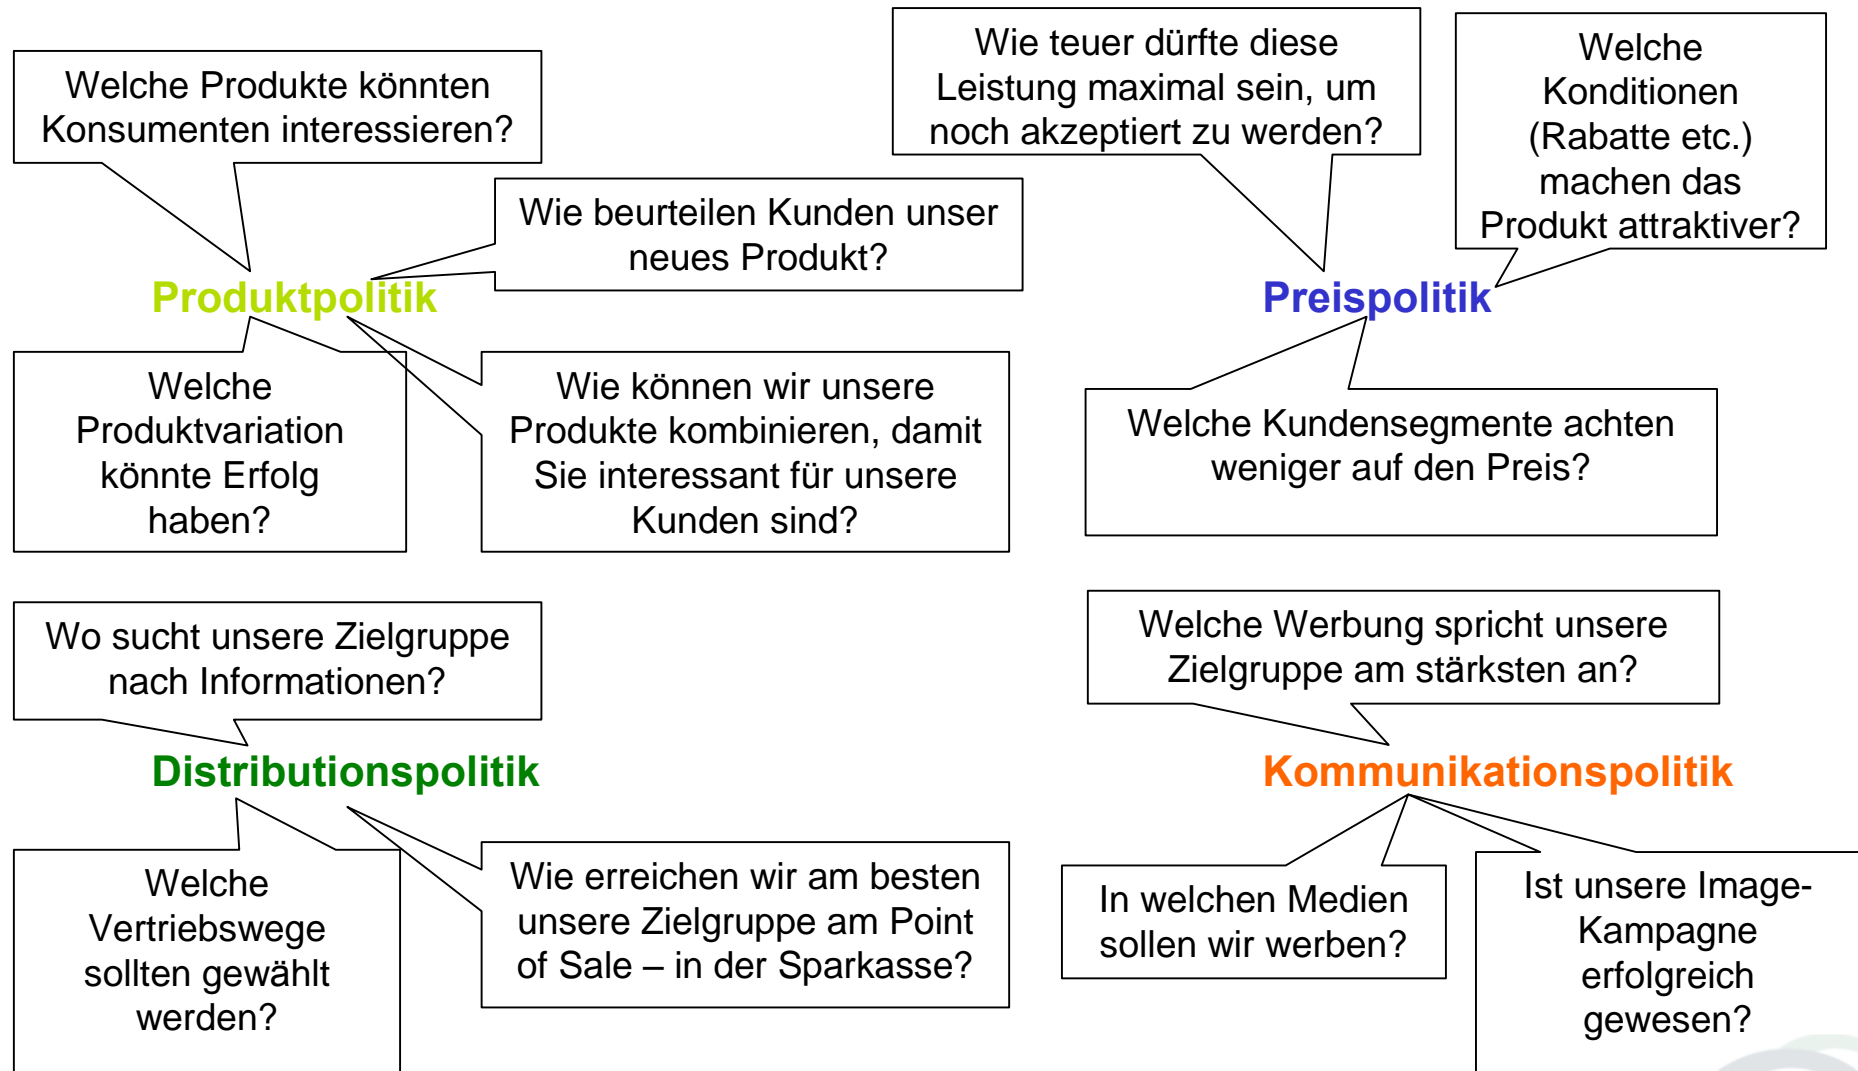 Welche Produkte könnten
Konsumenten interessieren?
Wie beurteilen Kunden unser
neues Produkt?
Produktpolitik
Welche
Produktvariation
könnte Erfolg
haben?
Wie können wir unsere
Produkte kombinieren, damit
Sie interessant für unsere
Kunden sind?
Wie teuer dürfte diese
Leistung maximal sein, um
noch akzeptiert zu werden?
Welche
Konditionen
(Rabatte etc.)
machen das
Produkt attraktiver?
Preispolitik
Welche Kundensegmente achten
weniger auf den Preis?
Wo sucht unsere Zielgruppe
nach Informationen?
Distributionspolitik
Welche
Vertriebswege
sollten gewählt
werden?
Wie erreichen wir am besten
unsere Zielgruppe am Point
of Sale – in der Sparkasse?
Welche Werbung spricht unsere
Zielgruppe am stärksten an?
Kommunikationspolitik
In welchen Medien
sollen wir werben?
Ist unsere Image-
Kampagne
erfolgreich
gewesen?